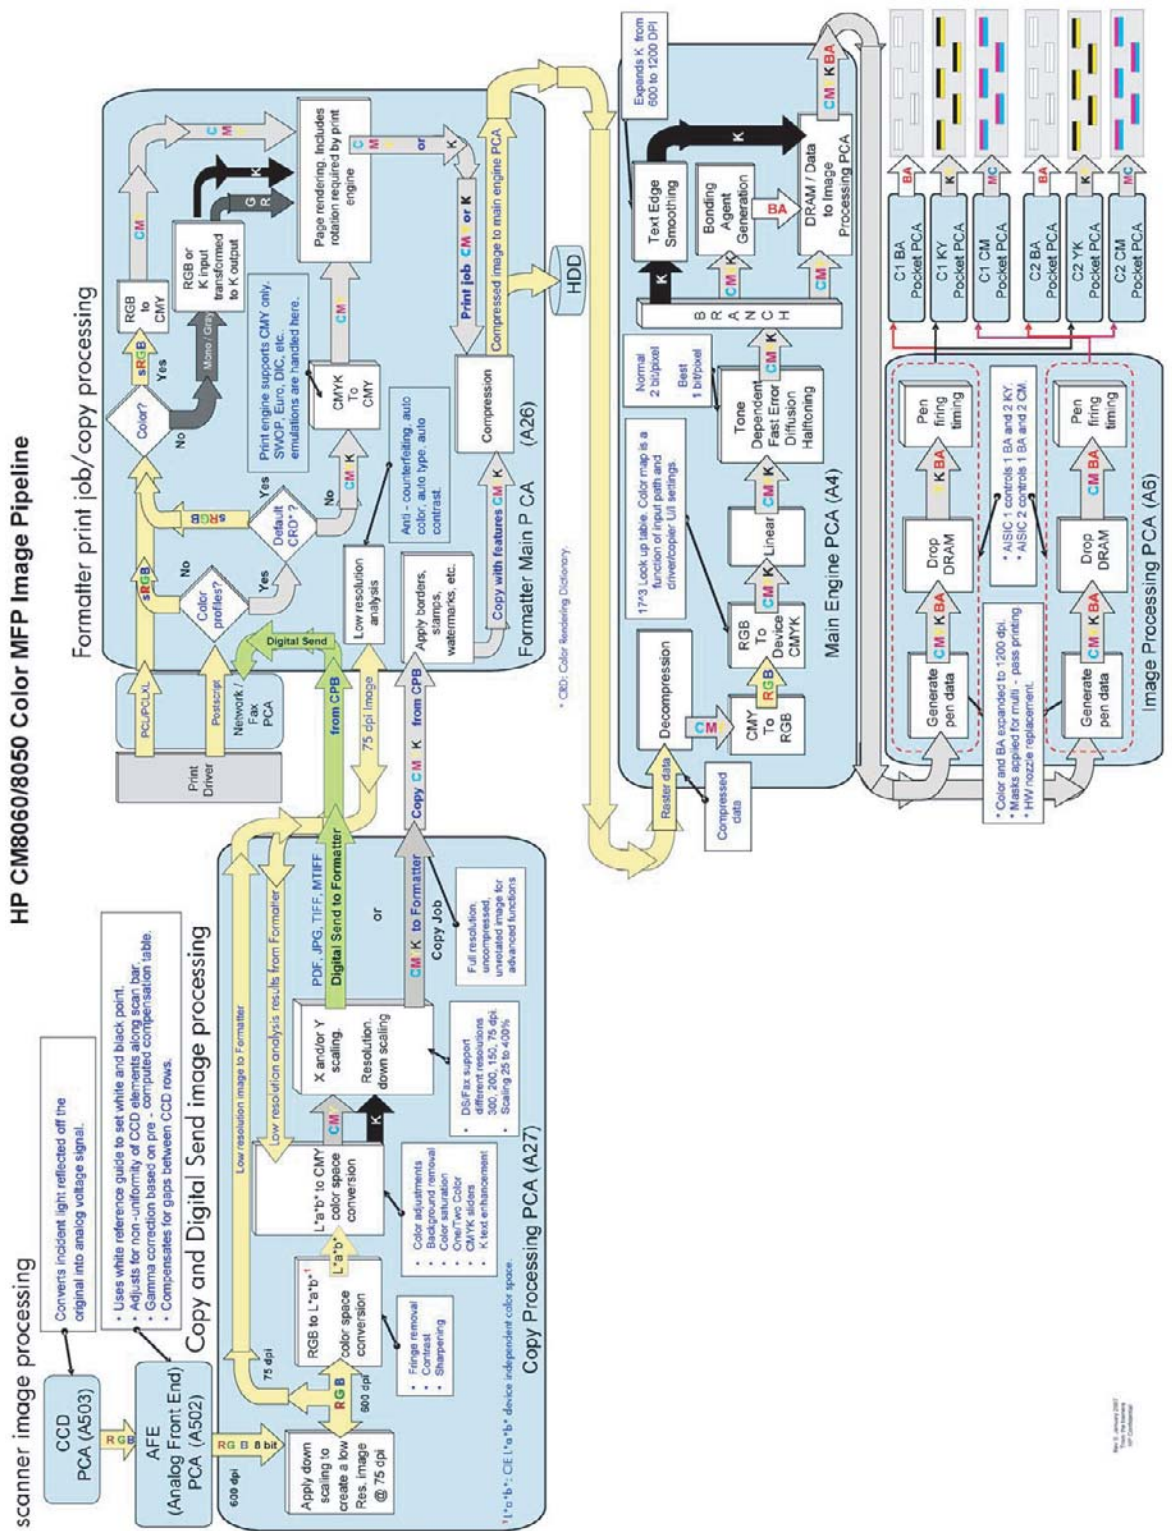 HP CM8060/8050 Color MFP Pipeline
scanner image processing
CCD
PCA (A503)
Converts incident light reflected off the
original into analog voltage signal.
R G B
AFE
(Analog Front End)
PCA (A502)
• Uses white reference guide to set white and black point.
• Adjusts for non -uniformity of CCD elements along scan bar.
• Gamma correction based on pre - computed compensation table.
• Compensates for gaps between CCD rows.
600 dpi
R G B 8 bit
Copy and Digital Send image processing
Apply down
scaling to
create a low
Res. image
@ 75 dpi
RGB
600 dpi
75 dpi
Low resolution image to Formatter
Low resolution analysis results from Formatter
RGB to L*a*b*¹
color space
conversion
• Fringe removal
• Contrast
• Sharpening
L*a*b*
L*a*b* to CMY
color space
conversion
• Color adjustments
• Background removal
• Color saturation
• One/Two Color
• CMYK sliders
• K text enhancement
CMY
K
X and/or Y
scaling.
Resolution.
down scaling
• DS/Fax support
different resolutions
300, 200, 150, 75 dpi.
• Scaling 25 to 400%
PDF, JPG, TIFF, MTIFF
Digital Send to Formatter
or
CMYK to Formatter
Copy Job
Full resolution,
uncompressed,
unrotated image for
advanced functions
Copy Processing PCA (A27)
¹L*a*b*: CIE L*a*b* device independent color space.
Formatter print job/copy processing
Print
Driver
PCL/PCLXL
Postscript
Network /
Fax
PCA
Digital Send
from CPB
75 dpi Image
Copy CMYK from CPB
Color
profiles?
No
Yes
sRGB
Default
CRD*?
Yes
No
sRGB
CMYK
Color?
Yes
No
sRGB
Mono / Gray
RGB
to
CMY
CMY
RGB or
K input
transformed
to K output
K
G
R
CMY
Print engine supports CMY only.
SWOP, Euro, DIC, etc.
emulations are handled here.
CMYK
To
CMY
CMY
Page rendering. Includes
rotation required by print
engine
CMY
or
K
Print job CMY or K
Low resolution
analysis
Anti - counterfeiting, auto
color, auto type, auto
contrast.
Apply borders,
stamps,
watermarks, etc.
Copy with features CMYK
Compression
Compressed image to main engine PCA
Formatter Main P CA (A26)
* CRD: Color Rendering Dictionary.
HDD
Raster data
Compressed
data
Decompression
CMY
CMY
To
RGB
RGB
17^3 Look up table. Color map is a
function of input path and
driver/copier U/I settings.
RGB
To
Device
CMYK
CMYK
Linear
CMYK
Normal
2 bit/pixel
Best
1 bit/pixel
Tone
Dependent
Fast Error
Diffusion
Halftoning
CMYK
BRANCH
K
CMYK
CMY
Expands K from
600 to 1200 DPI
Text Edge
Smoothing
K
Bonding
Agent
Generation
BA
DRAM / Data
to Image
Processing PCA
CMYKBA
Main Engine PCA (A4)
Generate
pen data
CMYKBA
Drop
DRAM
YKBA
Pen
firing
timing
Generate
pen data
CMYKBA
Drop
DRAM
CMBA
Pen
firing
timing
* Color and BA expanded to 1200 dpi.
* Masks applied for multi - pass printing
* HW nozzle replacement.
* AISIC 1 controls 1 BA and 2 KY.
* AISIC 2 controls 1 BA and 2 CM.
Image Processing PCA (A6)
C1 BA
Pocket PCA
BA
C1 KY
Pocket PCA
KY
C1 CM
Pocket PCA
MC
C2 BA
Pocket PCA
BA
C2 YK
Pocket PCA
KY
C2 CM
Pocket PCA
MC